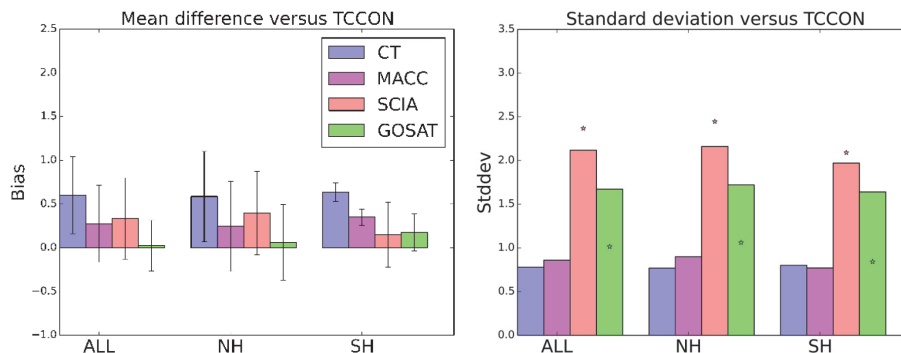 Mean difference versus TCCON
2.5
2.0
1.5
1.0
0.5
0.0
−0.5
−1.0
Bias
CT
MACC
SCIA
GOSAT
ALL NH SH
Standard deviation versus TCCON
3.5
3.0
2.5
2.0
1.5
1.0
0.5
0.0
Stddev
ALL NH SH